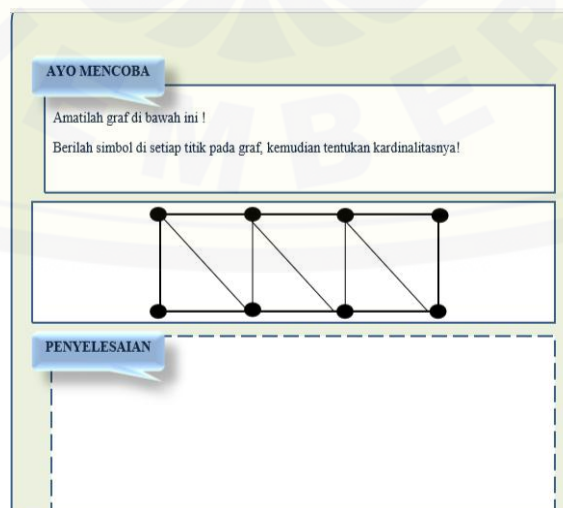 AYO MENCOBA
Amatilah graf di bawah ini !
Berilah simbol di setiap titik pada graf, kemudian tentukan kardinalitasnya!
PENYELESAIAN